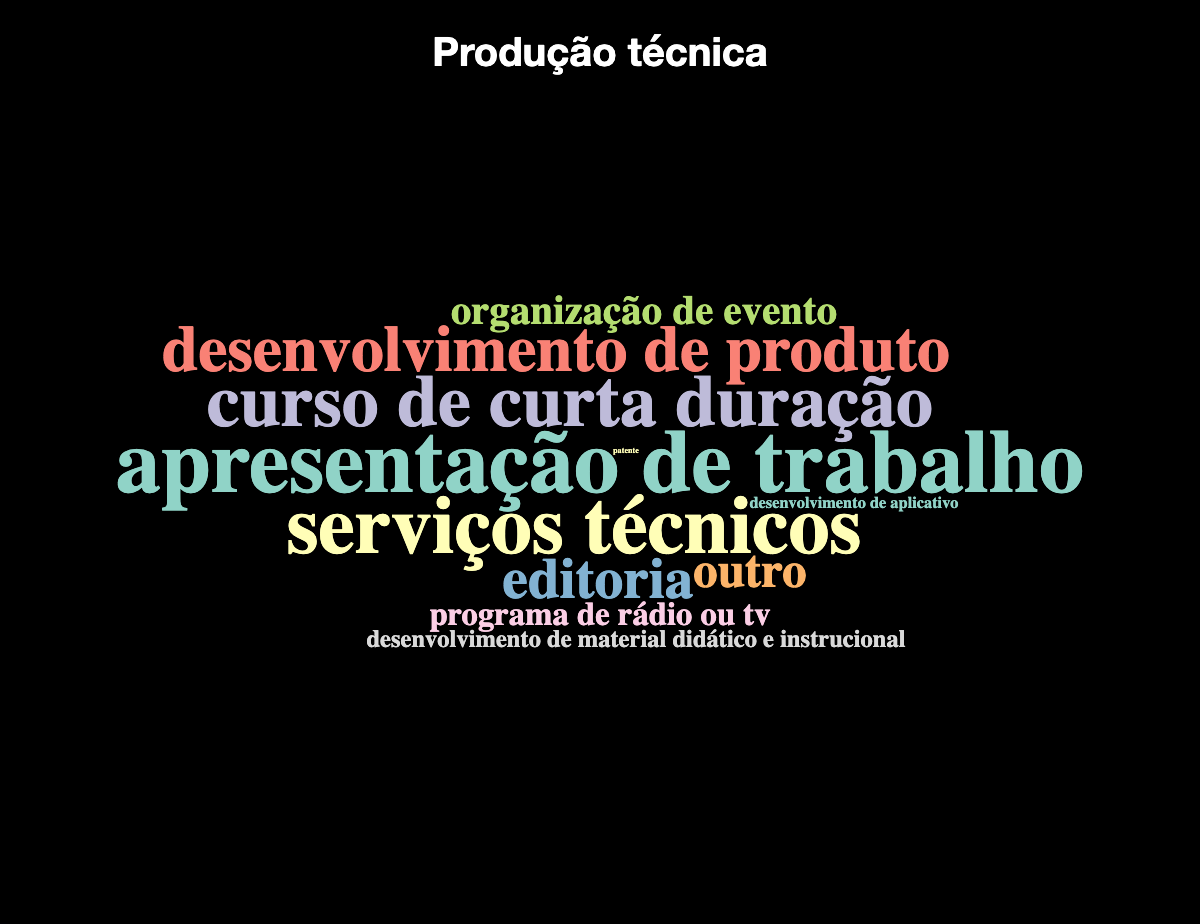 Produção técnica
organização de evento
desenvolvimento de produto
curso de curta duração
apresentação de trabalho
patente
desenvolvimento de aplicativo
serviços técnicos
outro
editoria
programa de rádio ou tv
desenvolvimento de material didático e instrucional